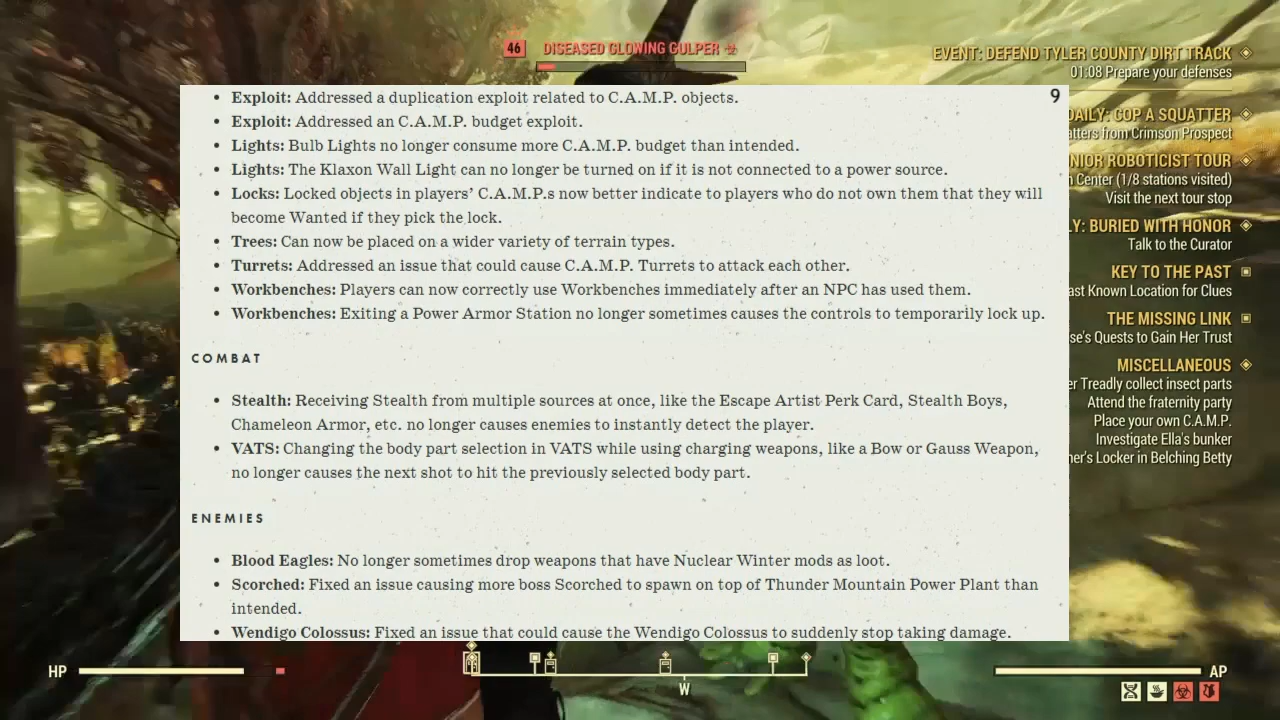 46 DISEASED GLOWING GULPER
EVENT: DEFEND TYLER COUNTY DIRT TRACK
01:08 Prepare your defenses
9
• Exploit: Addressed a duplication exploit related to C.A.M.P. objects.
• Exploit: Addressed an C.A.M.P. budget exploit.
• Lights: Bulb Lights no longer consume more C.A.M.P. budget than intended.
• Lights: The Klaxon Wall Light can no longer be turned on if it is not connected to a power source.
• Locks: Locked objects in players’ C.A.M.P.s now better indicate to players who do not own them that they will
become Wanted if they pick the lock.
• Trees: Can now be placed on a wider variety of terrain types.
• Turrets: Addressed an issue that could cause C.A.M.P. Turrets to attack each other.
• Workbenches: Players can now correctly use Workbenches immediately after an NPC has used them.
• Workbenches: Exiting a Power Armor Station no longer sometimes causes the controls to temporarily lock up.
COMBAT
• Stealth: Receiving Stealth from multiple sources at once, like the Escape Artist Perk Card, Stealth Boys,
Chameleon Armor, etc. no longer causes enemies to instantly detect the player.
• VATS: Changing the body part selection in VATS while using charging weapons, like a Bow or Gauss Weapon,
no longer causes the next shot to hit the previously selected body part.
ENEMIES
• Blood Eagles: No longer sometimes drop weapons that have Nuclear Winter mods as loot.
• Scorched: Fixed an issue causing more boss Scorched to spawn on top of Thunder Mountain Power Plant than
intended.
• Wendigo Colossus: Fixed an issue that could cause the Wendigo Colossus to suddenly stop taking damage.
DAILY: COP A SQUATTER
from Crimson Prospect
ROBOTICIST TOUR
Center (1/8 stations visited)
Visit the next tour stop
BURIED WITH HONOR
Talk to the Curator
KEY TO THE PAST
Known Location for Clues
THE MISSING LINK
Quests to Gain Her Trust
MISCELLANEOUS
Treadly collect insect parts
Attend the fraternity party
Place your own C.A.M.P.
Investigate Ella's bunker
Locker in Belching Betty
HP
W
AP